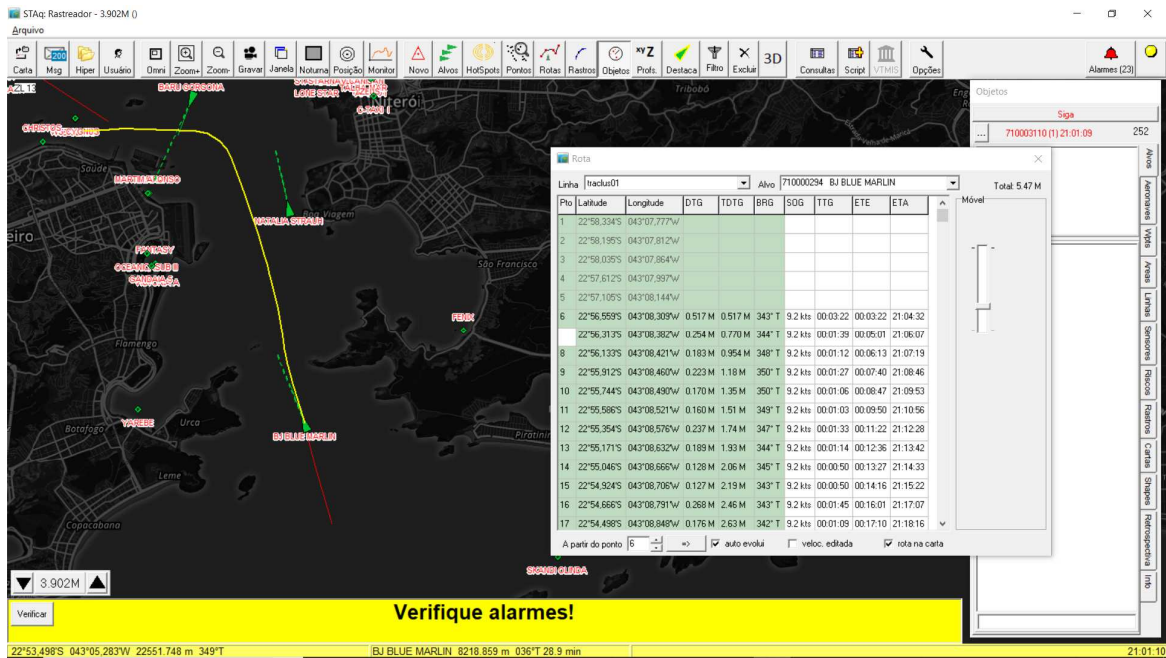 STAq: Rastreador - 3.902M ()
Arquivo
Carta Msg Hiper Usuário Omni Zoom+ Zoom- Gravar Janela Noturna Posição Monitor Novo Alvos HotSpots Pontos Rotas Rastros Objetos Profs. Destaca Filtro Excluir 3D Consultas Script VTMIS Opções Alarmes (23)
200
xy Z
BARU GORGONA
LONE STAR
C-TAXI I
Niterói
Tribobó
Saúde
MARTIM AFONSO
NATALIA STRALH
Boa Viagem
FANTASY
São Francisco
FENIX
Flamengo
YAREBE
Botafogo
Urca
BJ BLUE MARLIN
Piratinin
Leme
Copacabana
SKANDI OLINDA
3.902M
Objetos
Siga
... 710003110 (1) 21:01:09 252
Alvos
Aeronaves
Wpts
Areas
Linhas
Sensores
Riscos
Rastros
Cartas
Shapes
Retrospectiva
Info
Rota
Linha traclus01 Alvo 710000294 BJ BLUE MARLIN Total: 5.47 M
Pto Latitude Longitude DTG TDTG BRG SOG TTG ETE ETA
Móvel
1 22°58,334'S 043°07,777'W
2 22°58,195'S 043°07,812'W
3 22°58,035'S 043°07,864'W
4 22°57,612'S 043°07,997'W
5 22°57,105'S 043°08,144'W
6 22°56,559'S 043°08,309'W 0.517 M 0.517 M 343° T 9.2 kts 00:03:22 00:03:22 21:04:32
22°56,313'S 043°08,382'W 0.254 M 0.770 M 344° T 9.2 kts 00:01:39 00:05:01 21:06:07
8 22°56,133'S 043°08,421'W 0.183 M 0.954 M 348° T 9.2 kts 00:01:12 00:06:13 21:07:19
9 22°55,912'S 043°08,460'W 0.223 M 1.18 M 350° T 9.2 kts 00:01:27 00:07:40 21:08:46
10 22°55,744'S 043°08,490'W 0.170 M 1.35 M 350° T 9.2 kts 00:01:06 00:08:47 21:09:53
11 22°55,586'S 043°08,521'W 0.160 M 1.51 M 349° T 9.2 kts 00:01:03 00:09:50 21:10:56
12 22°55,354'S 043°08,576'W 0.237 M 1.74 M 347° T 9.2 kts 00:01:33 00:11:22 21:12:28
13 22°55,171'S 043°08,632'W 0.189 M 1.93 M 344° T 9.2 kts 00:01:14 00:12:36 21:13:42
14 22°55,046'S 043°08,666'W 0.128 M 2.06 M 345° T 9.2 kts 00:00:50 00:13:27 21:14:33
15 22°54,924'S 043°08,706'W 0.127 M 2.19 M 343° T 9.2 kts 00:00:50 00:14:16 21:15:22
16 22°54,666'S 043°08,791'W 0.268 M 2.46 M 343° T 9.2 kts 00:01:45 00:16:01 21:17:07
17 22°54,498'S 043°08,848'W 0.176 M 2.63 M 342° T 9.2 kts 00:01:09 00:17:10 21:18:16
A partir do ponto 6 => auto evolui veloc. editada rota na carta
Verificar
Verifique alarmes!
22°53,498'S 043°05,283'W 22551.748 m 349°T BJ BLUE MARLIN 8218.859 m 036°T 28.9 min 21:01:10